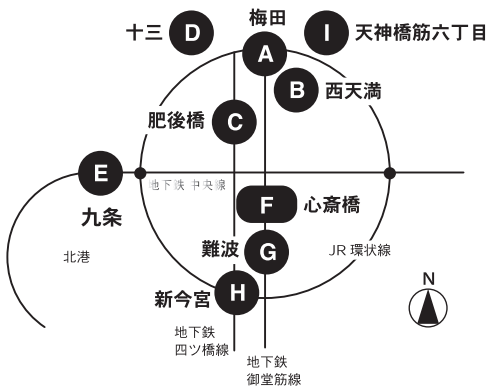 梅田
十三
D
I
天神橋筋六丁目
A
B
西天満
肥後橋
C
E
地下鉄 中央線
九条
F
心斎橋
難波
G
JR 環状線
北港
N
新今宮
H
地下鉄
四ツ橋線
地下鉄
御堂筋線